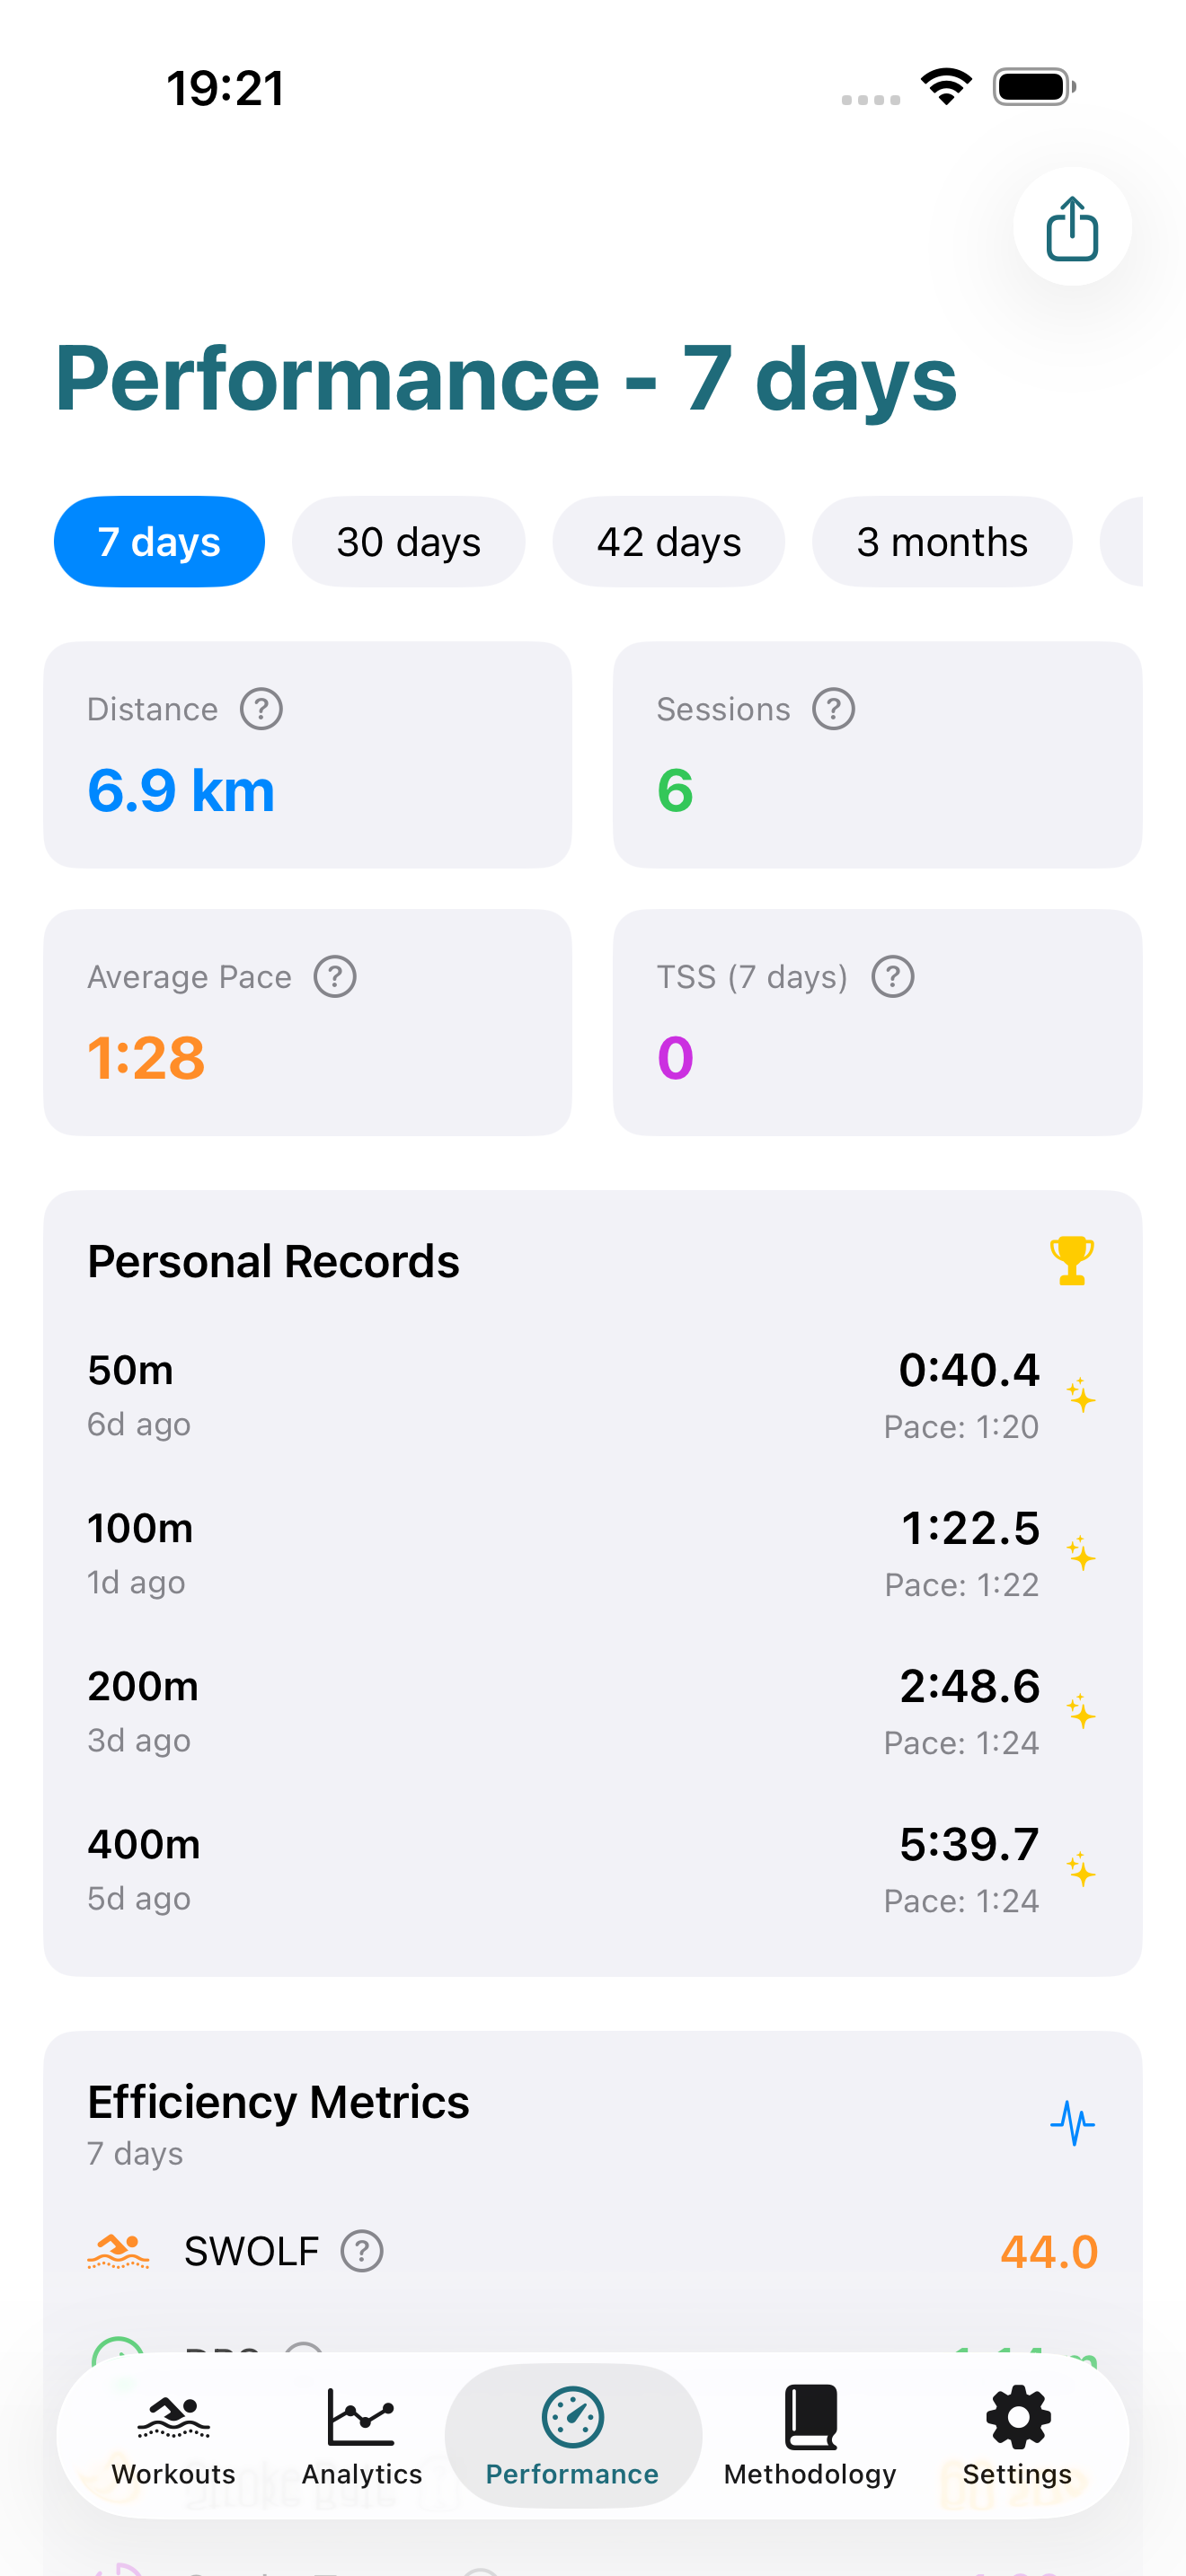 19:21
Performance - 7 days
7 days
30 days
42 days
3 months
Distance ?
6.9 km
Sessions ?
6
Average Pace ?
1:28
TSS (7 days) ?
0
Personal Records
50m
0:40.4
6d ago
Pace: 1:20
100m
1:22.5
1d ago
Pace: 1:22
200m
2:48.6
3d ago
Pace: 1:24
400m
5:39.7
5d ago
Pace: 1:24
Efficiency Metrics
7 days
SWOLF ?
44.0
Workouts
Analytics
Performance
Methodology
Settings